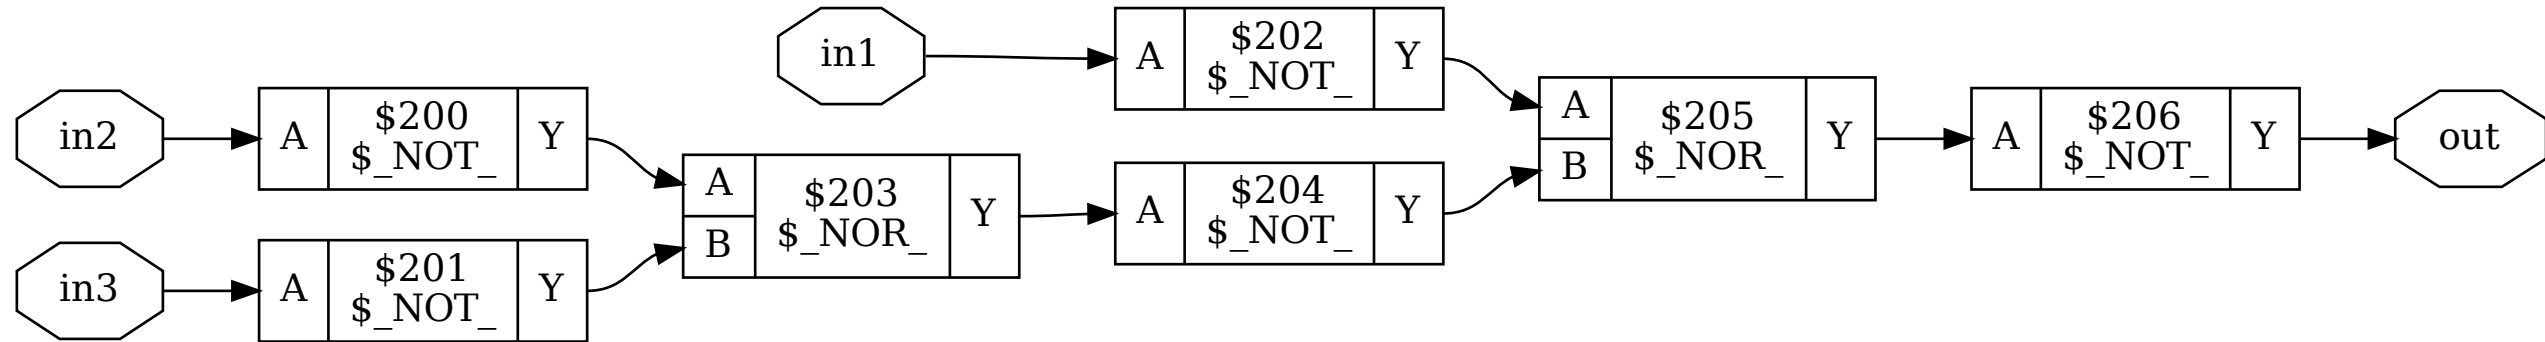 in1
A
$202
$_NOT_
Y
in2
A
$200
$_NOT_
Y
A
B
$205
$_NOR_
Y
A
$206
$_NOT_
Y
out
A
B
$203
$_NOR_
Y
A
$204
$_NOT_
Y
in3
A
$201
$_NOT_
Y